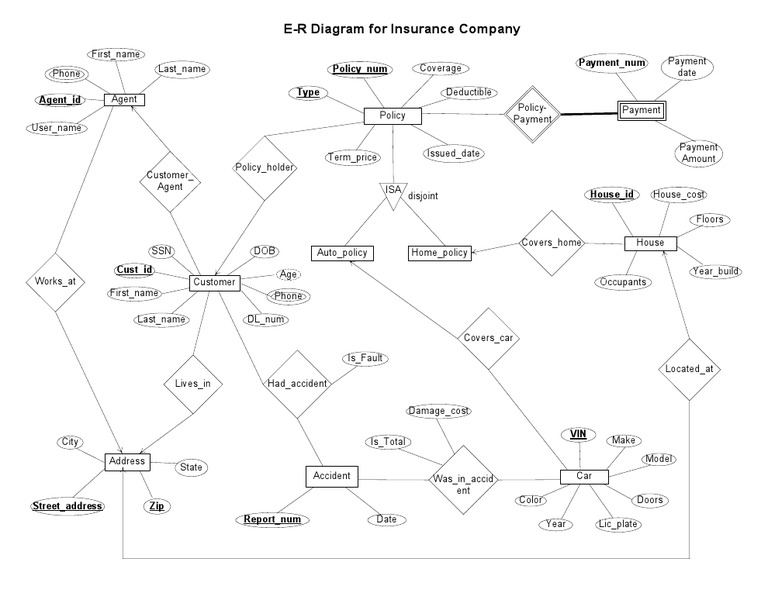 E-R Diagram for Insurance Company
First_name
Phone
Last_name
Agent_id
Agent
User_name
Policy_num
Coverage
Type
Deductible
Policy
Term_price
Issued_date
Policy-
Payment
Payment_num
Payment
date
Payment
Payment
Amount
Customer_
Agent
Policy_holder
ISA
disjoint
House_id
House_cost
Floors
House
Year_build
Occupants
Covers_home
Auto_policy
Home_policy
Works_at
SSN
DOB
Cust_id
Age
Customer
First_name
Phone
Last_name
DL_num
Covers_car
Located_at
Lives_in
Had_accident
Is_Fault
Damage_cost
Is_Total
City
Address
State
Street_address
Zip
Accident
Report_num
Date
Was_in_accid
ent
VIN
Make
Model
Car
Color
Doors
Year
Lic_plate